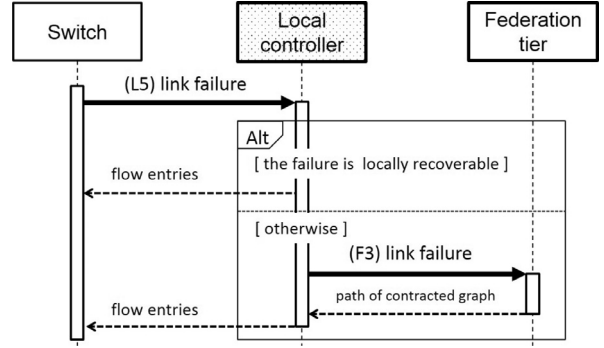 Switch
Local
controller
Federation
tier
(L5) link failure
Alt
[ the failure is locally recoverable ]
flow entries
[ otherwise ]
(F3) link failure
path of contracted graph
flow entries